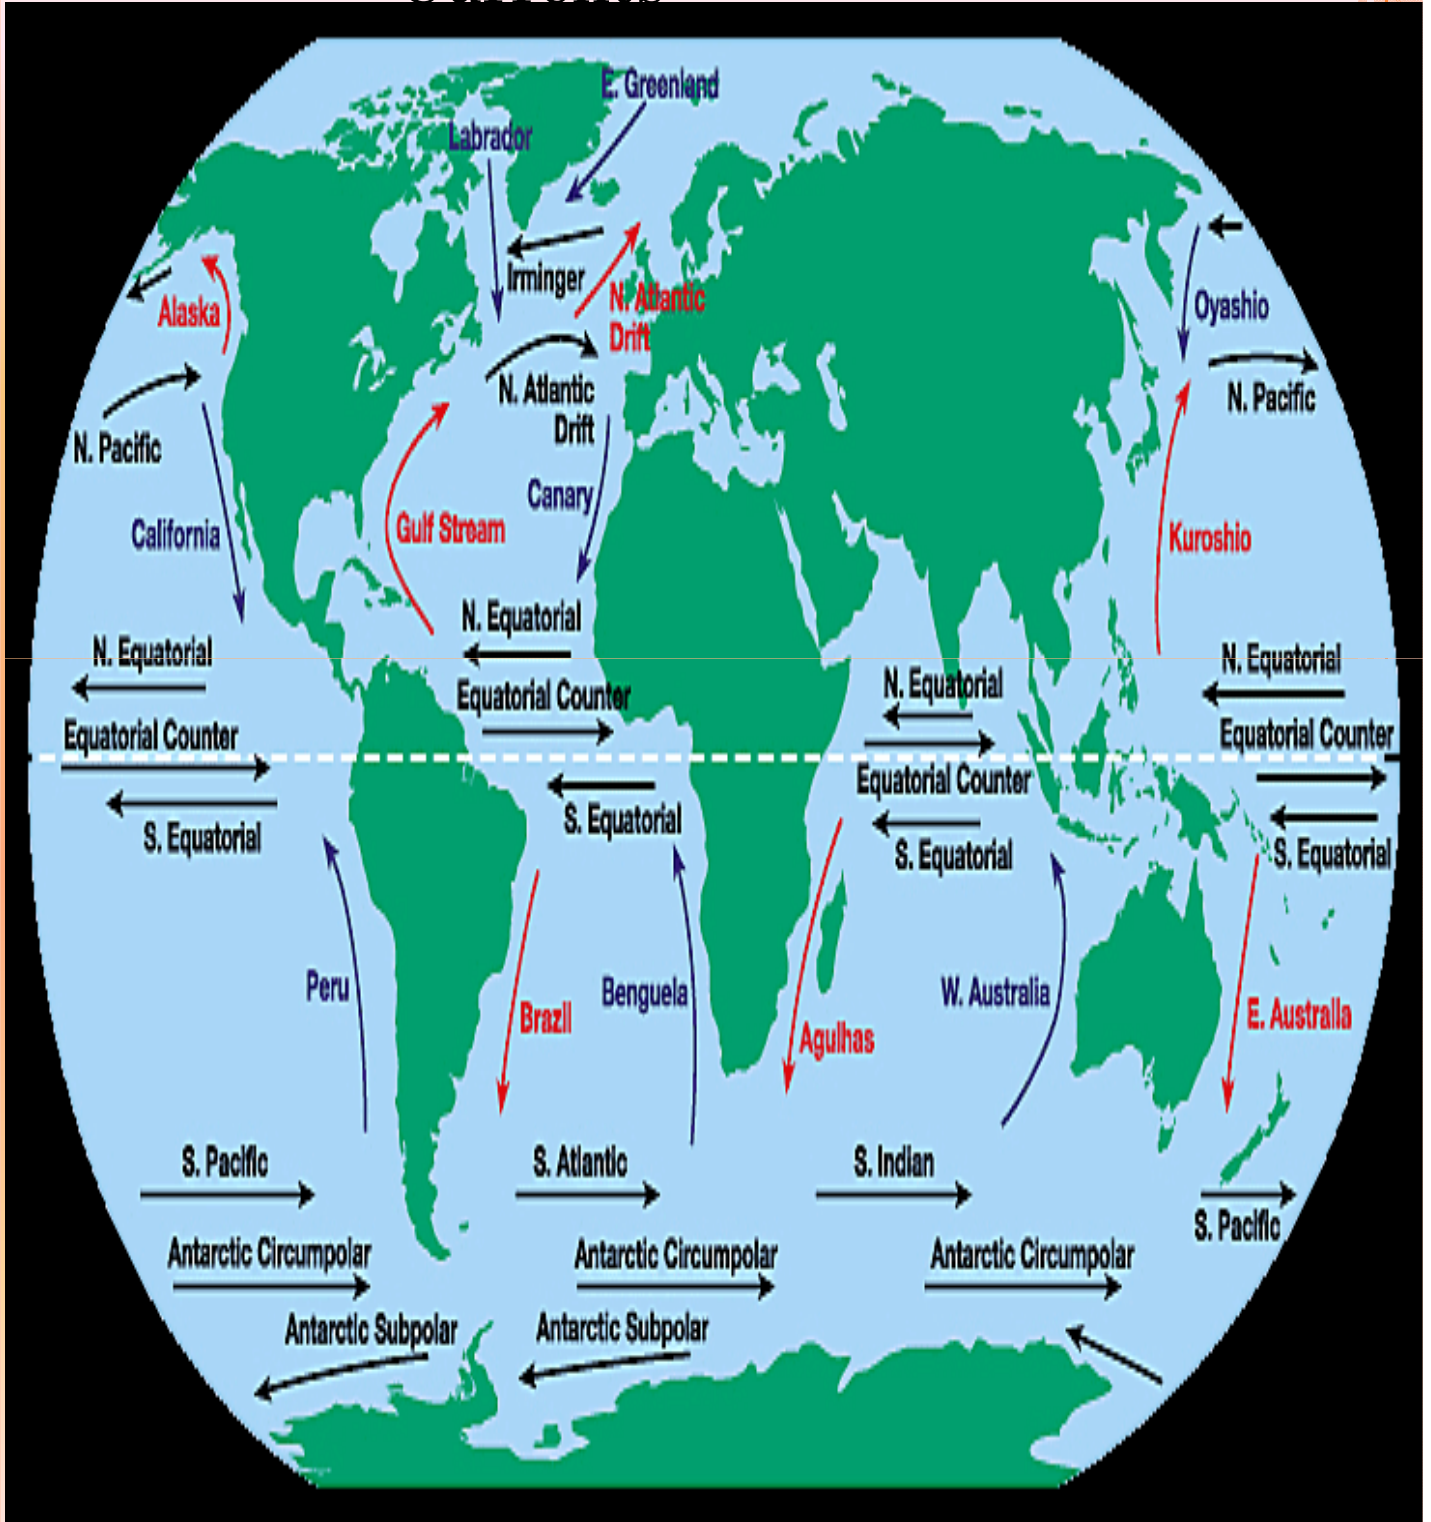 E. Greenland
Labrador
Irminger
N. Atlantic
Drift
Alaska
Oyashio
N. Pacific
N. Atlantic
Drift
N. Pacific
California
Gulf Stream
Canary
Kuroshio
N. Equatorial
N. Equatorial
N. Equatorial
N. Equatorial
Equatorial Counter
Equatorial Counter
Equatorial Counter
Equatorial Counter
S. Equatorial
S. Equatorial
S. Equatorial
S. Equatorial
Peru
Brazil
Benguela
Agulhas
W. Australia
E. Australia
S. Pacific
S. Atlantic
S. Indian
S. Pacific
Antarctic Circumpolar
Antarctic Circumpolar
Antarctic Circumpolar
Antarctic Subpolar
Antarctic Subpolar